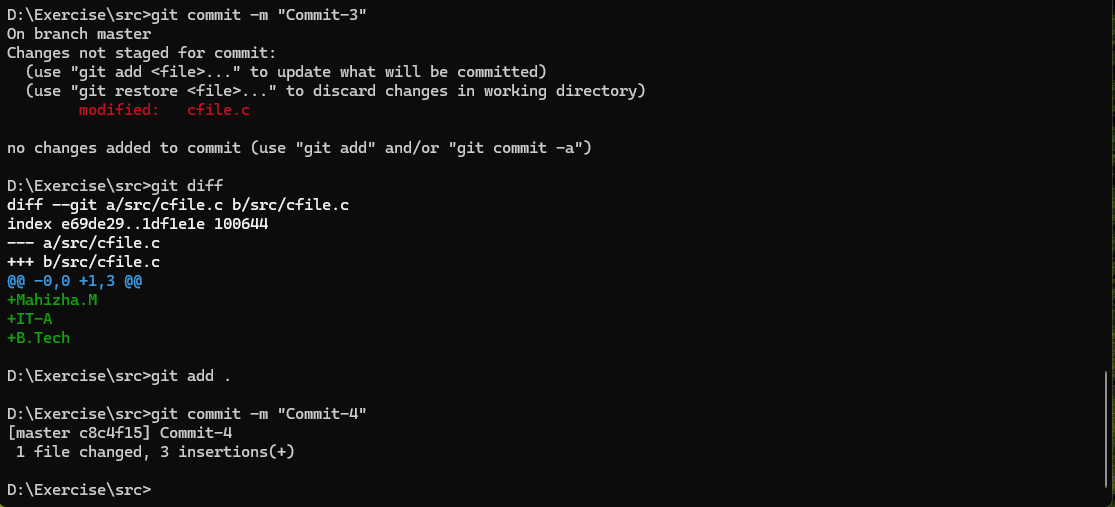 D:\Exercise\src>git commit -m "Commit-3"
On branch master
Changes not staged for commit:
  (use "git add <file>..." to update what will be committed)
  (use "git restore <file>..." to discard changes in working directory)
        modified:   cfile.c

no changes added to commit (use "git add" and/or "git commit -a")

D:\Exercise\src>git diff
diff --git a/src/cfile.c b/src/cfile.c
index e69de29..1df1e1e 100644
--- a/src/cfile.c
+++ b/src/cfile.c
@@ -0,0 +1,3 @@
+Mahizha.M
+IT-A
+B.Tech

D:\Exercise\src>git add .

D:\Exercise\src>git commit -m "Commit-4"
[master c8c4f15] Commit-4
 1 file changed, 3 insertions(+)

D:\Exercise\src>